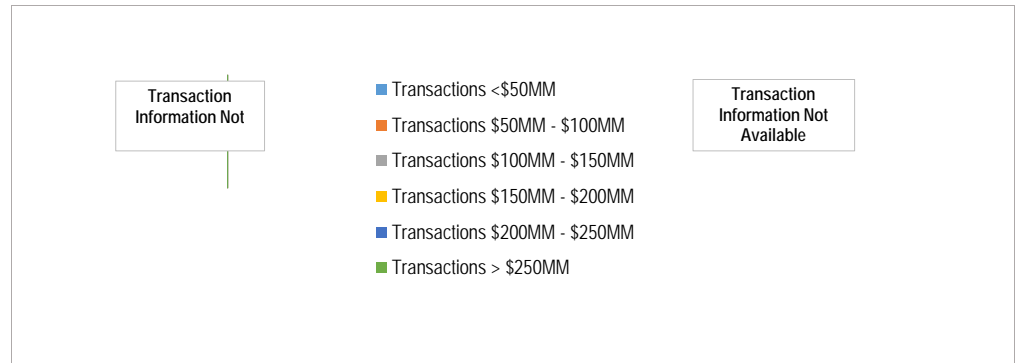 Transaction
Information Not
Transactions <$50MM
Transactions $50MM - $100MM
Transactions $100MM - $150MM
Transactions $150MM - $200MM
Transactions $200MM - $250MM
Transactions > $250MM
Transaction
Information Not
Available